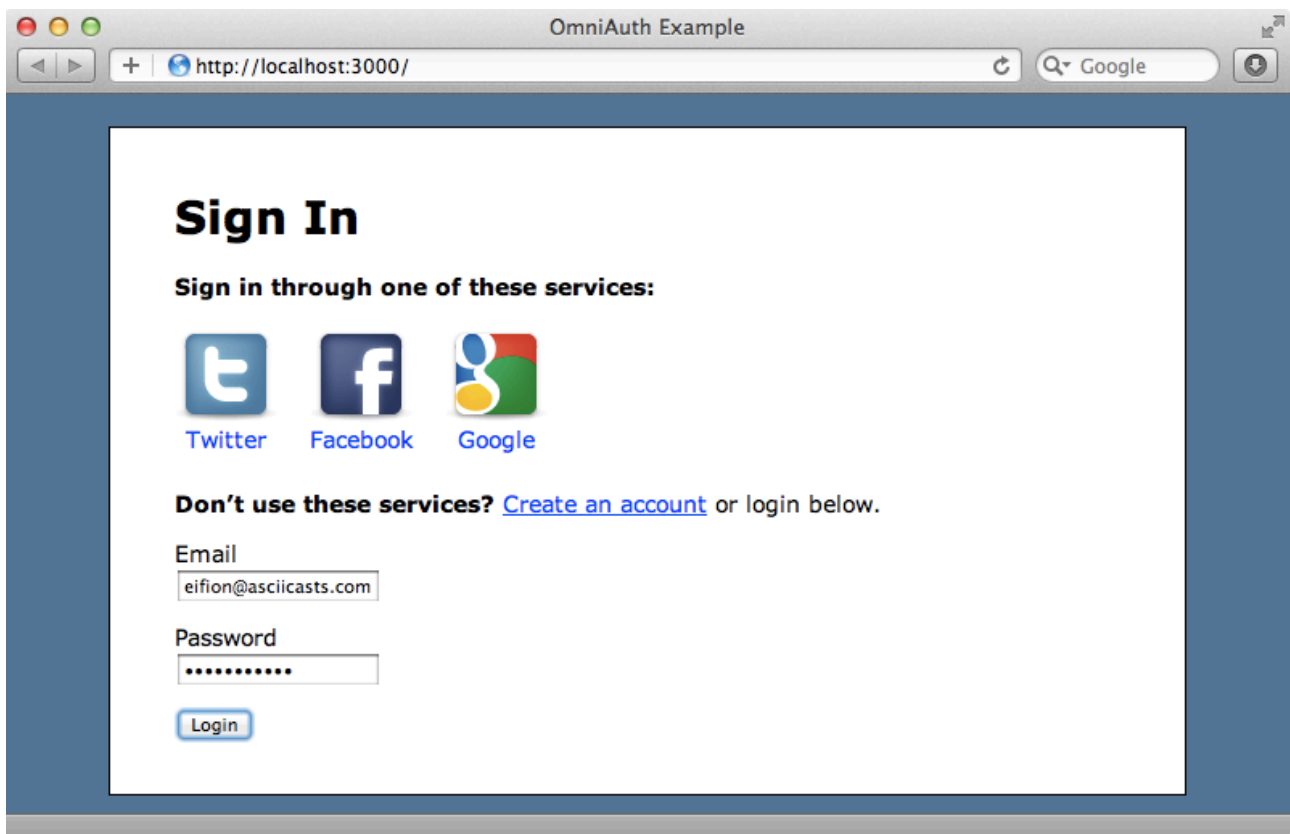 OmniAuth Example
+ http://localhost:3000/ Google
Sign In
Sign in through one of these services:
Twitter Facebook Google
Don’t use these services? Create an account or login below.
Email
eifion@asciicasts.com
Password
•••••••••••
Login